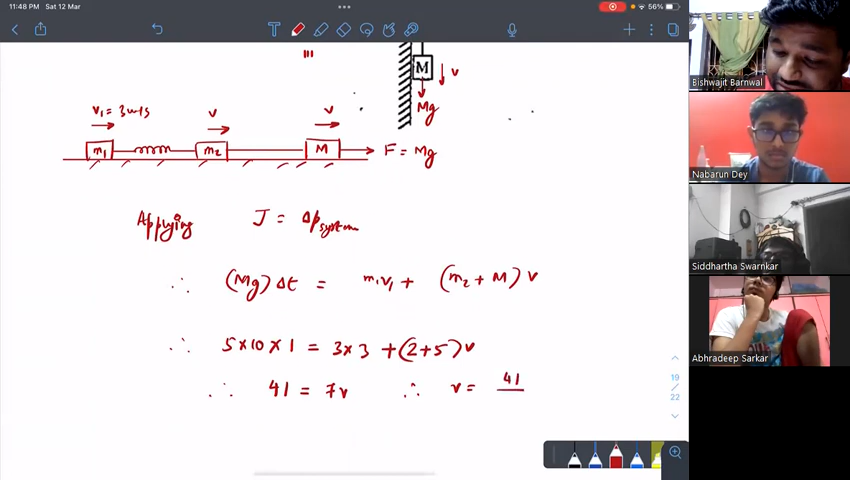 11:48 PM Sat 12 Mar
56%
III
M
v
Mg
v₁ = 3m/s
v
v
m₁
m₂
M
F = Mg
Applying J = Δpsystem
∴ (Mg) Δt = m₁v₁ + (m₂ + M) v
∴ 5×10×1 = 3×3 + (2+5) v
∴ 41 = 7v ∴ v = 41
19
22
Bishwajit Barnwal
Nabarun Dey
Siddhartha Swarnkar
Abhradeep Sarkar